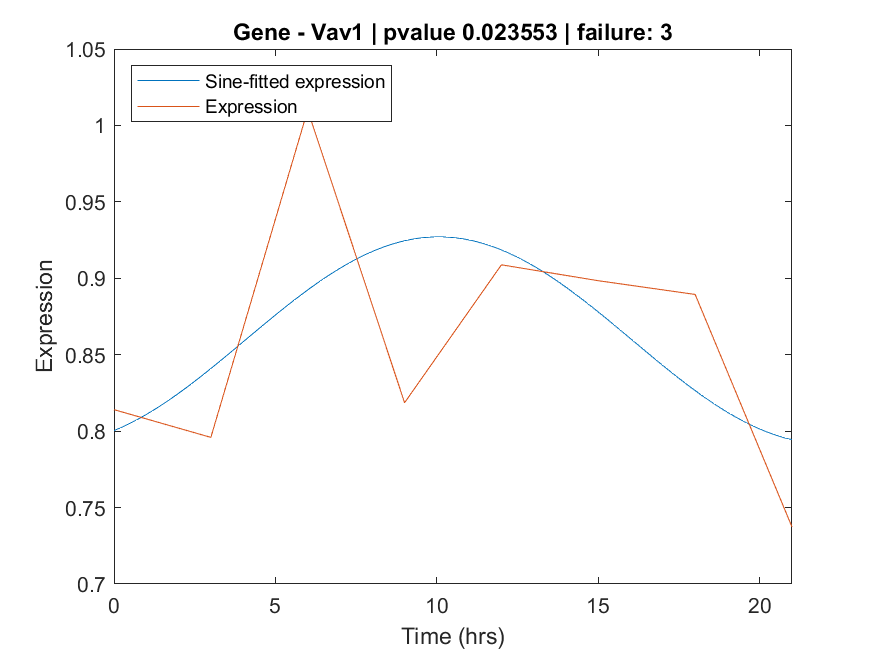 Gene - Vav1 | pvalue 0.023553 | failure: 3
1.05
1
0.95
0.9
0.85
0.8
0.75
0.7
Expression
Sine-fitted expression
Expression
0
5
10
15
20
Time (hrs)